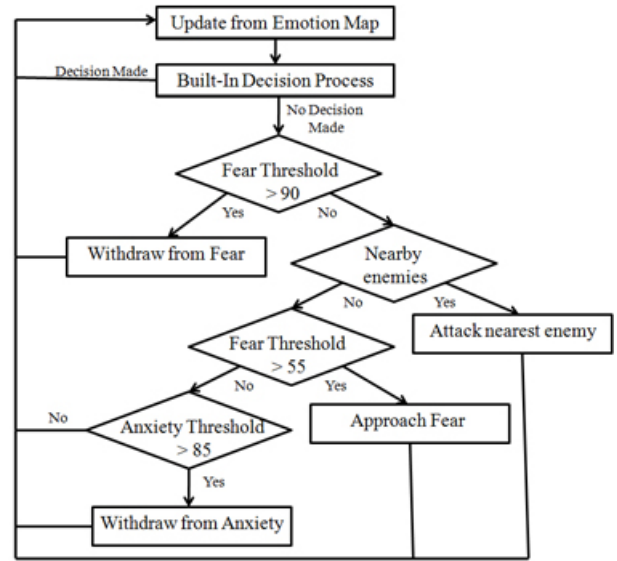 Update from Emotion Map
Decision Made
Built-In Decision Process
No Decision
Made
Fear Threshold
> 90
Yes
No
Withdraw from Fear
Nearby
enemies
No
Yes
Attack nearest enemy
Fear Threshold
> 55
No
Yes
No
Anxiety Threshold
> 85
Approach Fear
Yes
Withdraw from Anxiety